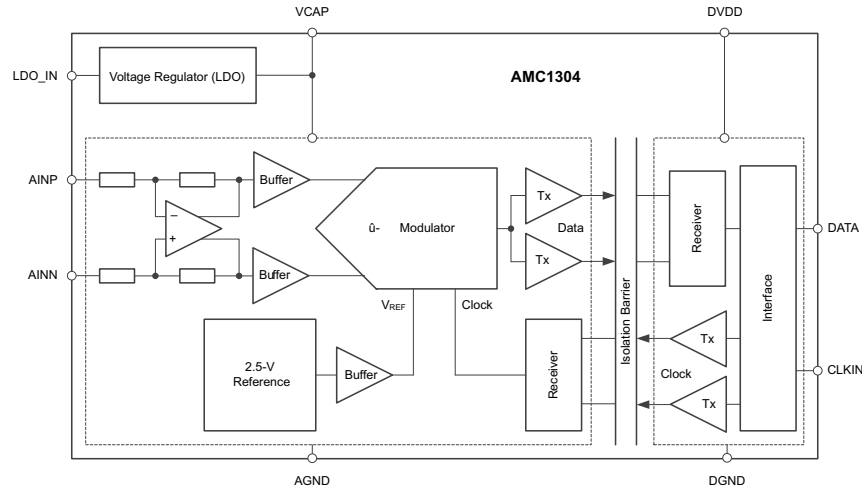 VCAP
DVDD
LDO_IN
Voltage Regulator (LDO)
AMC1304
AINP
Buffer
Tx
û- Modulator
Data
Tx
Receiver
DATA
−
+
AINN
Buffer
VREF
Clock
Isolation Barrier
Interface
2.5-V
Reference
Buffer
Receiver
Tx
Clock
CLKIN
Tx
AGND
DGND